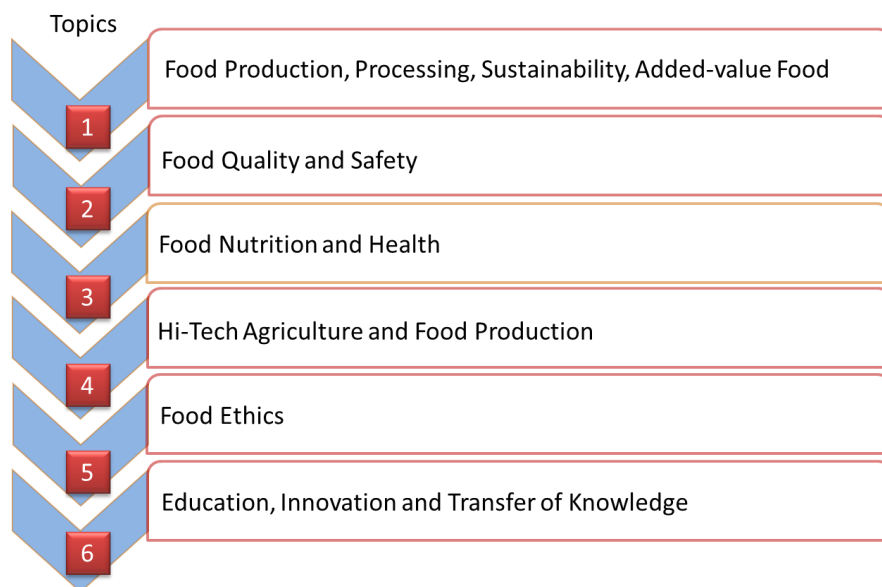 Topics
Food Production, Processing, Sustainability, Added-value Food
1
Food Quality and Safety
2
Food Nutrition and Health
3
Hi-Tech Agriculture and Food Production
4
Food Ethics
5
Education, Innovation and Transfer of Knowledge
6